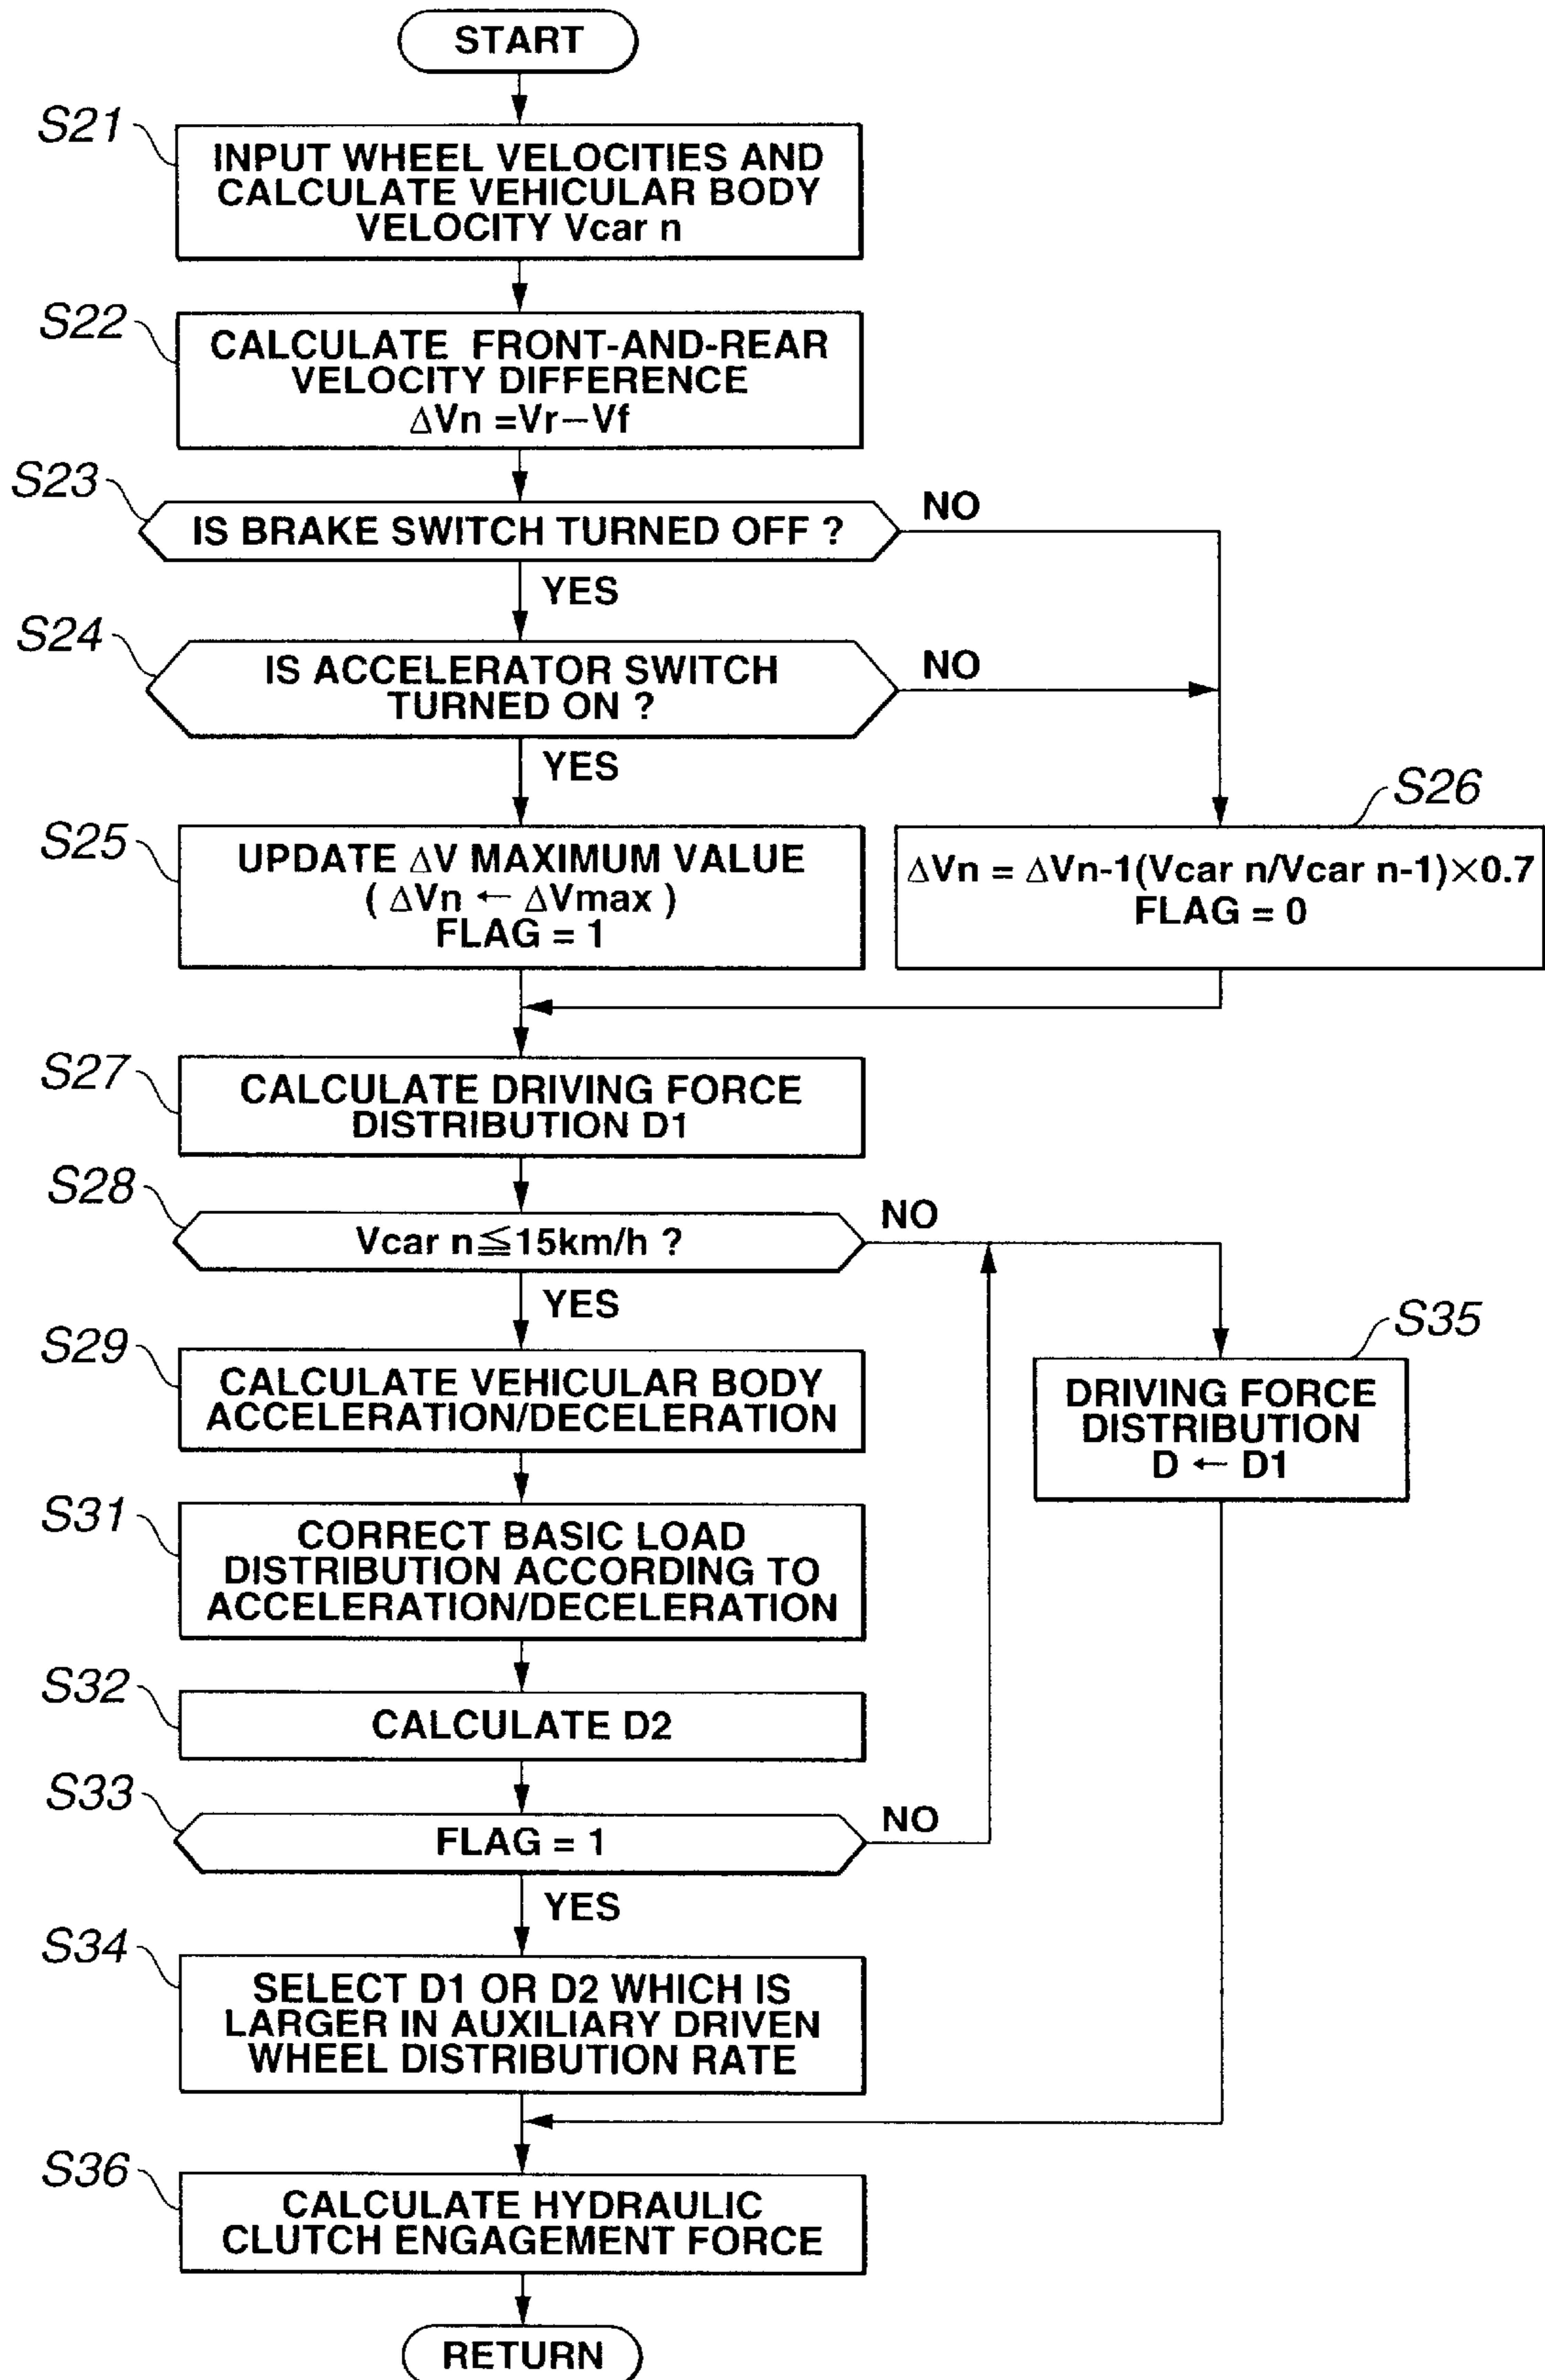 START
S21
INPUT WHEEL VELOCITIES AND
CALCULATE VEHICULAR BODY
VELOCITY Vcar n
S22
CALCULATE FRONT-AND-REAR
VELOCITY DIFFERENCE
ΔVn =Vr−Vf
S23
IS BRAKE SWITCH TURNED OFF ?
NO
YES
S24
IS ACCELERATOR SWITCH
TURNED ON ?
NO
YES
S25
UPDATE ΔV MAXIMUM VALUE
( ΔVn ← ΔVmax )
FLAG = 1
S26
ΔVn = ΔVn-1(Vcar n/Vcar n-1)×0.7
FLAG = 0
S27
CALCULATE DRIVING FORCE
DISTRIBUTION D1
S28
Vcar n≦15km/h ?
NO
YES
S29
CALCULATE VEHICULAR BODY
ACCELERATION/DECELERATION
S35
DRIVING FORCE
DISTRIBUTION
D ← D1
S31
CORRECT BASIC LOAD
DISTRIBUTION ACCORDING TO
ACCELERATION/DECELERATION
S32
CALCULATE D2
S33
FLAG = 1
NO
YES
S34
SELECT D1 OR D2 WHICH IS
LARGER IN AUXILIARY DRIVEN
WHEEL DISTRIBUTION RATE
S36
CALCULATE HYDRAULIC
CLUTCH ENGAGEMENT FORCE
RETURN